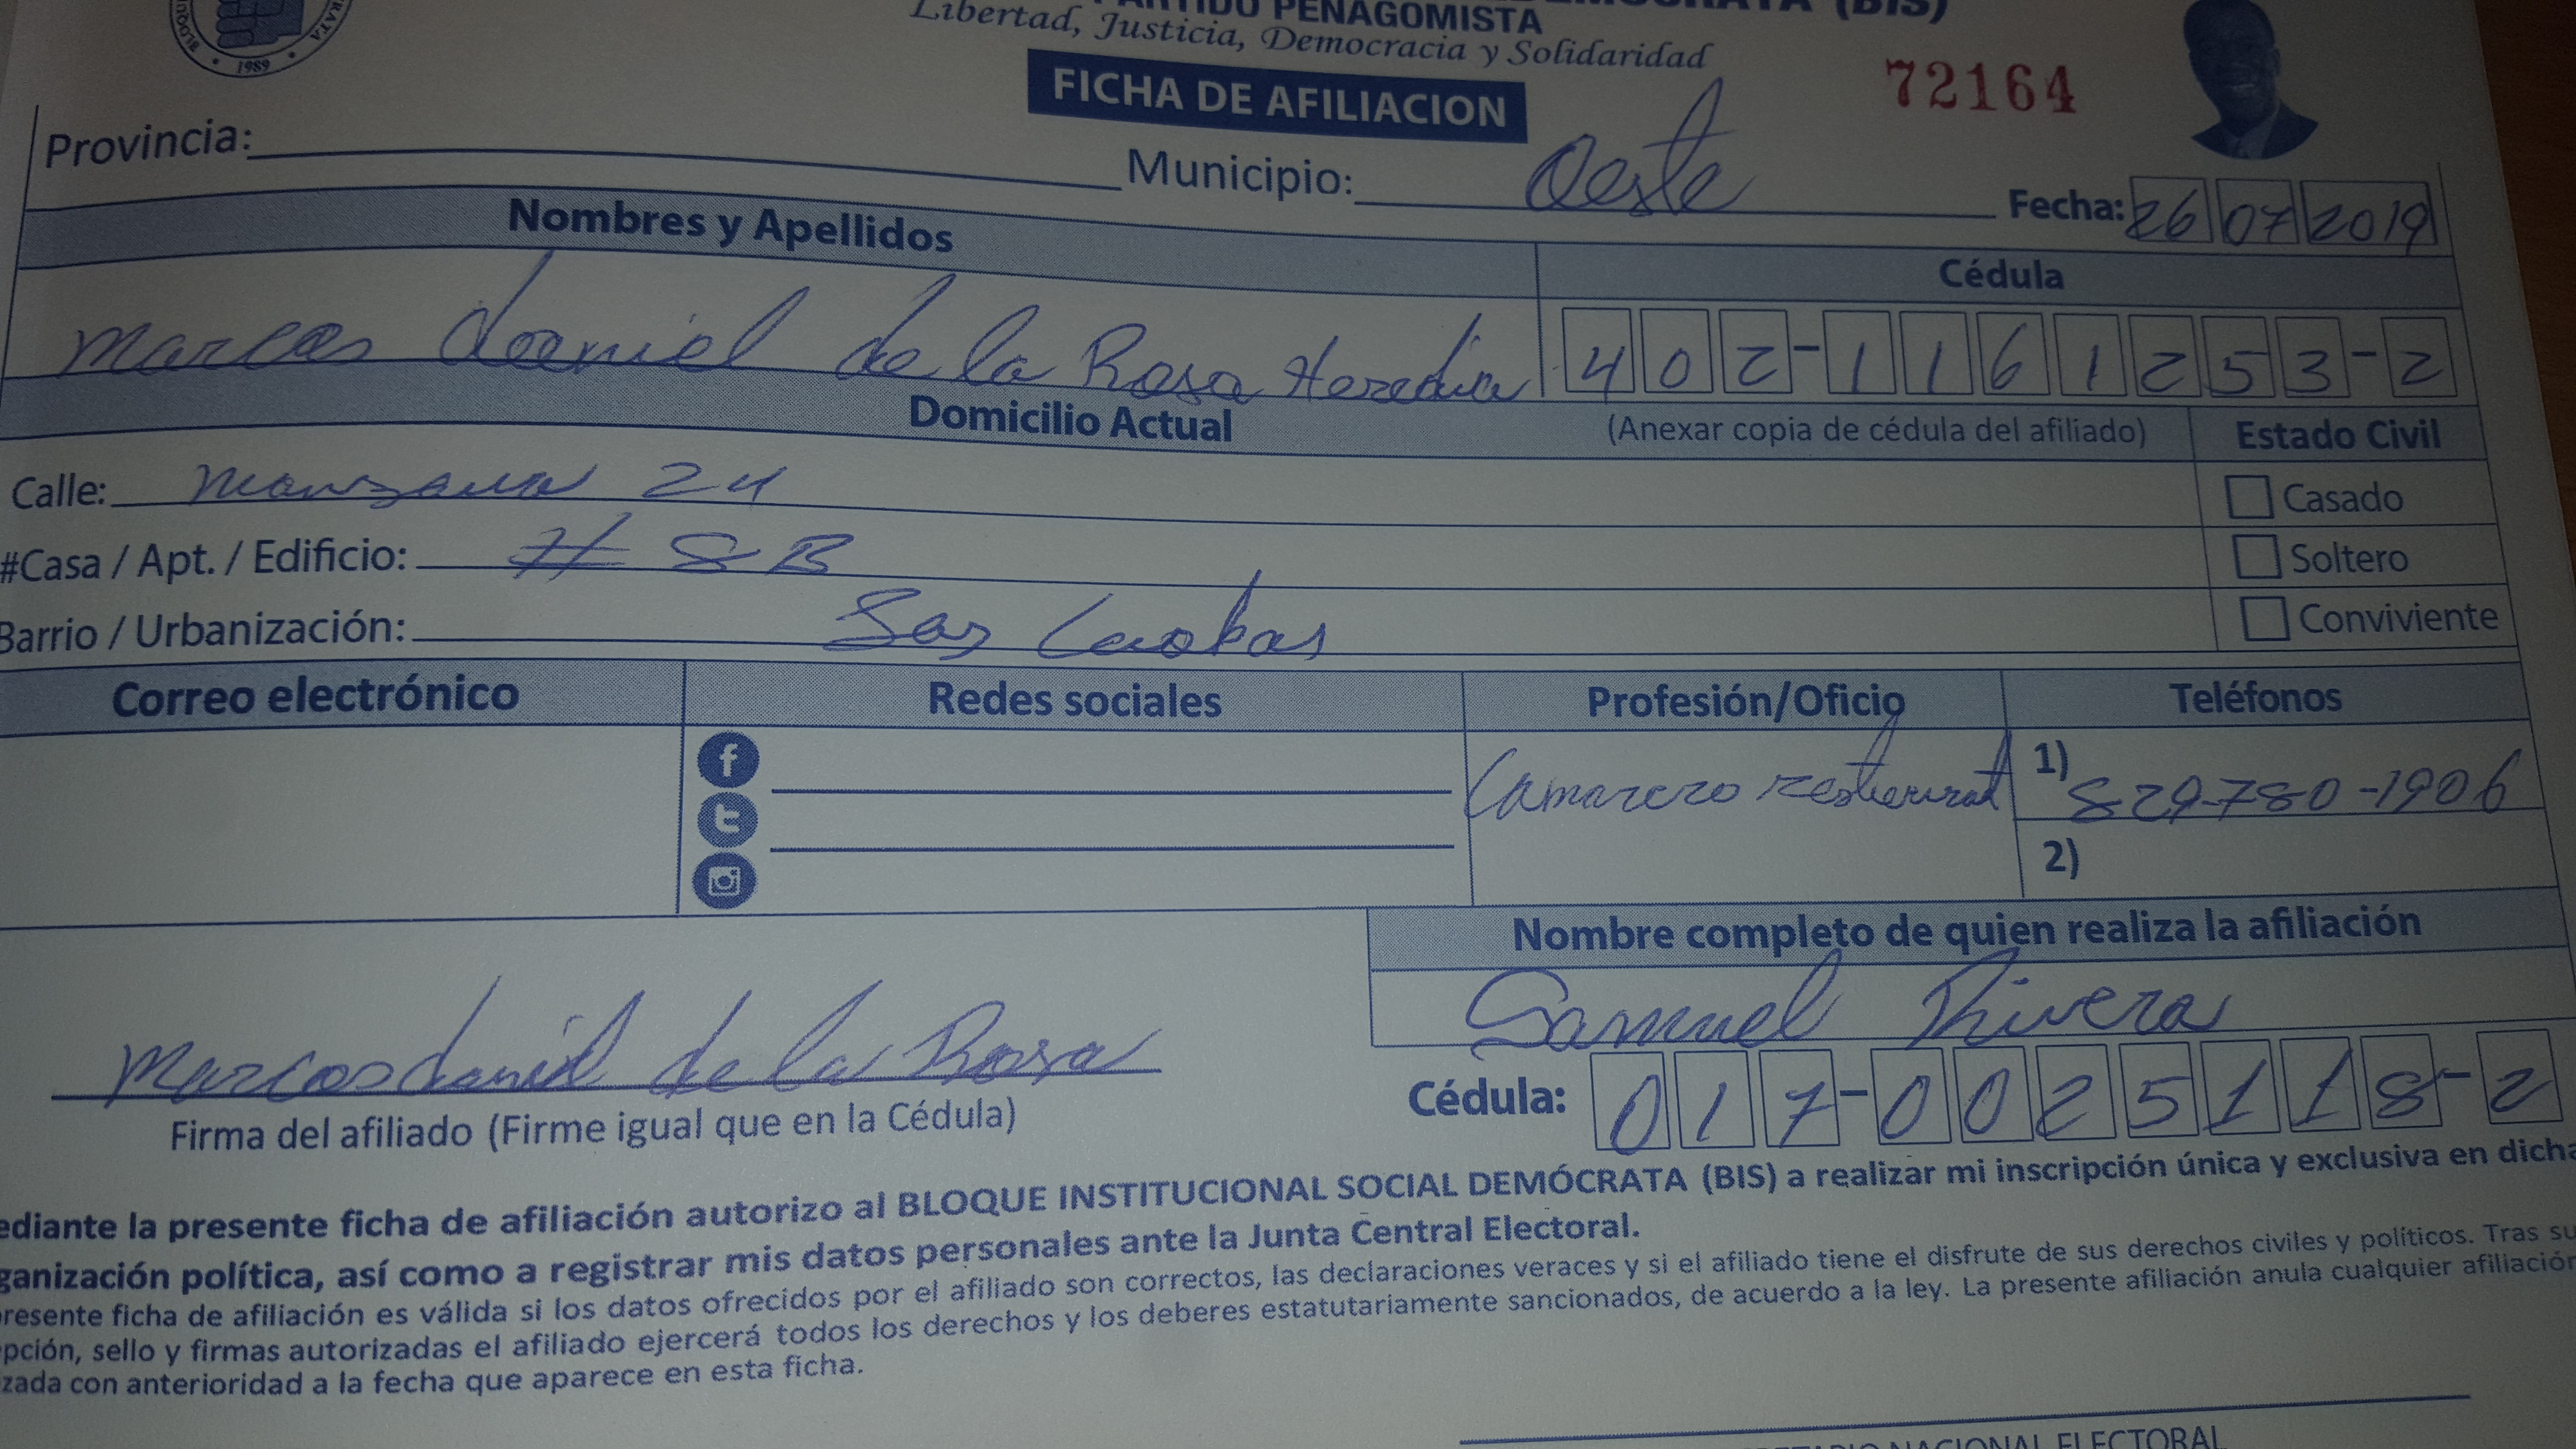 1989
PARTIDO PENAGOMISTA
Libertad, Justicia, Democracia y Solidaridad
FICHA DE AFILIACION
72164
Provincia: Municipio: Oeste Fecha: 26 07 2019
Nombres y Apellidos
Cédula
Marcos daniel de la Rosa Heredia 402-1161253-2
Domicilio Actual
(Anexar copia de cédula del afiliado) Estado Civil
Calle: manzana 24
Casado
#Casa / Apt. / Edificio: # 8 B
Soltero
Barrio / Urbanización: Las Caobas
Conviviente
Correo electrónico Redes sociales Profesión/Oficio Teléfonos
Camarero 1) 829-780-1906
2)
Nombre completo de quien realiza la afiliación
Samuel Rivera
Marcos daniel de la Rosa
Firma del afiliado (Firme igual que en la Cédula)
Cédula: 017-0025118-2
ediante la presente ficha de afiliación autorizo al BLOQUE INSTITUCIONAL SOCIAL DEMÓCRATA (BIS) a realizar mi inscripción única y exclusiva en dicha
ganización política, así como a registrar mis datos personales ante la Junta Central Electoral.
presente ficha de afiliación es válida si los datos ofrecidos por el afiliado son correctos, las declaraciones veraces y si el afiliado tiene el disfrute de sus derechos civiles y políticos. Tras su
pción, sello y firmas autorizadas el afiliado ejercerá todos los derechos y los deberes estatutariamente sancionados, de acuerdo a la ley. La presente afiliación anula cualquier afiliación
zada con anterioridad a la fecha que aparece en esta ficha.
NACIONAL ELECTORAL